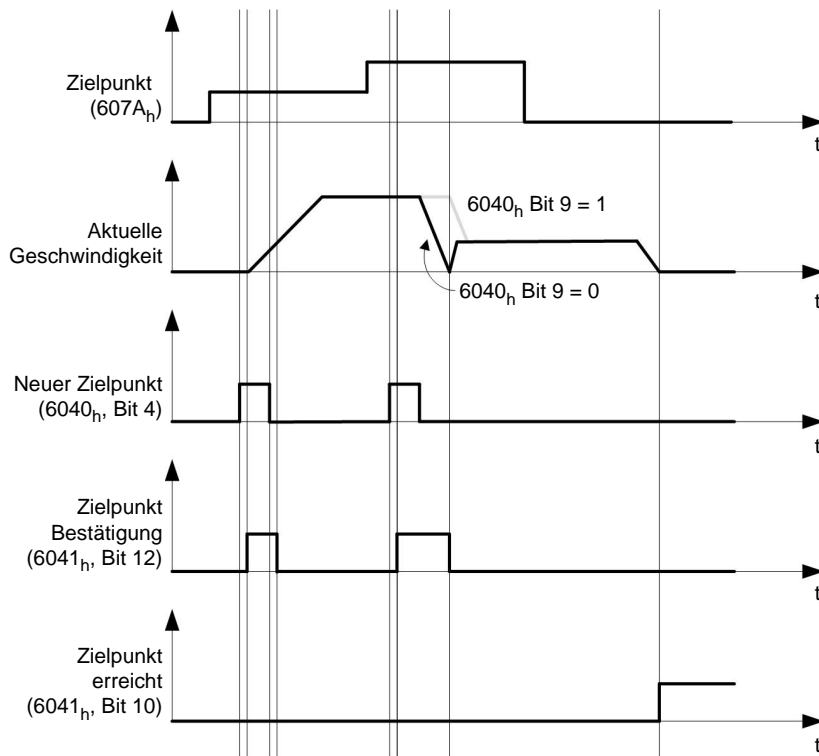 Zielpunkt
(607Aₕ)
t
Aktuelle
Geschwindigkeit
6040ₕ Bit 9 = 1
6040ₕ Bit 9 = 0
t
Neuer Zielpunkt
(6040ₕ, Bit 4)
t
Zielpunkt
Bestätigung
(6041ₕ, Bit 12)
t
Zielpunkt
erreicht
(6041ₕ, Bit 10)
t